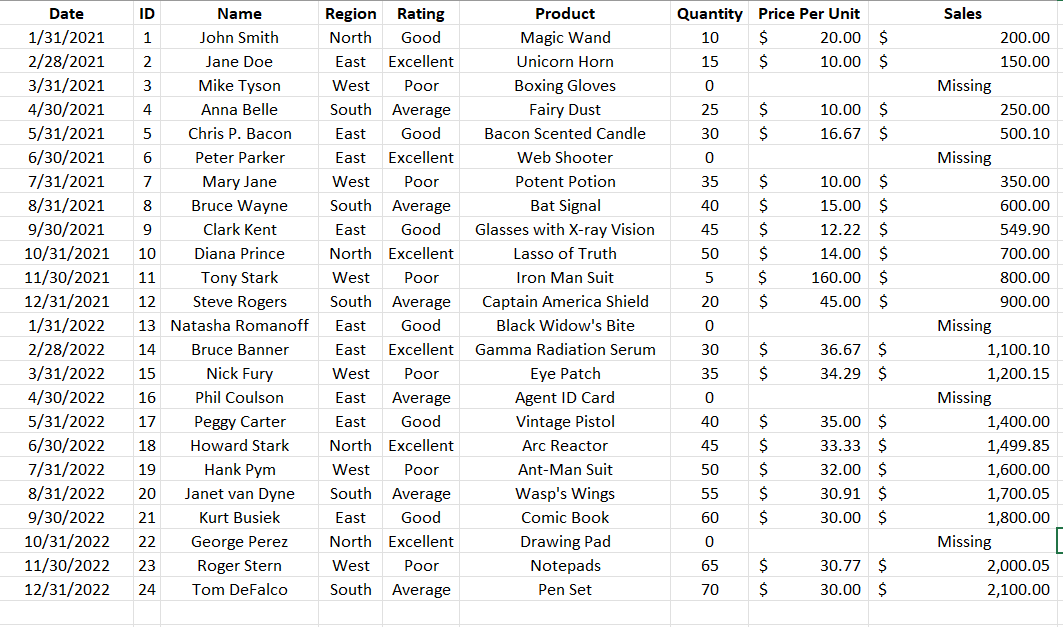 Date ID Name Region Rating Product Quantity Price Per Unit Sales
1/31/2021 1 John Smith North Good Magic Wand 10 $ 20.00 $ 200.00
2/28/2021 2 Jane Doe East Excellent Unicorn Horn 15 $ 10.00 $ 150.00
3/31/2021 3 Mike Tyson West Poor Boxing Gloves 0 Missing
4/30/2021 4 Anna Belle South Average Fairy Dust 25 $ 10.00 $ 250.00
5/31/2021 5 Chris P. Bacon East Good Bacon Scented Candle 30 $ 16.67 $ 500.10
6/30/2021 6 Peter Parker East Excellent Web Shooter 0 Missing
7/31/2021 7 Mary Jane West Poor Potent Potion 35 $ 10.00 $ 350.00
8/31/2021 8 Bruce Wayne South Average Bat Signal 40 $ 15.00 $ 600.00
9/30/2021 9 Clark Kent East Good Glasses with X-ray Vision 45 $ 12.22 $ 549.90
10/31/2021 10 Diana Prince North Excellent Lasso of Truth 50 $ 14.00 $ 700.00
11/30/2021 11 Tony Stark West Poor Iron Man Suit 5 $ 160.00 $ 800.00
12/31/2021 12 Steve Rogers South Average Captain America Shield 20 $ 45.00 $ 900.00
1/31/2022 13 Natasha Romanoff East Good Black Widow's Bite 0 Missing
2/28/2022 14 Bruce Banner East Excellent Gamma Radiation Serum 30 $ 36.67 $ 1,100.10
3/31/2022 15 Nick Fury West Poor Eye Patch 35 $ 34.29 $ 1,200.15
4/30/2022 16 Phil Coulson East Average Agent ID Card 0 Missing
5/31/2022 17 Peggy Carter East Good Vintage Pistol 40 $ 35.00 $ 1,400.00
6/30/2022 18 Howard Stark North Excellent Arc Reactor 45 $ 33.33 $ 1,499.85
7/31/2022 19 Hank Pym West Poor Ant-Man Suit 50 $ 32.00 $ 1,600.00
8/31/2022 20 Janet van Dyne South Average Wasp's Wings 55 $ 30.91 $ 1,700.05
9/30/2022 21 Kurt Busiek East Good Comic Book 60 $ 30.00 $ 1,800.00
10/31/2022 22 George Perez North Excellent Drawing Pad 0 Missing
11/30/2022 23 Roger Stern West Poor Notepads 65 $ 30.77 $ 2,000.05
12/31/2022 24 Tom DeFalco South Average Pen Set 70 $ 30.00 $ 2,100.00